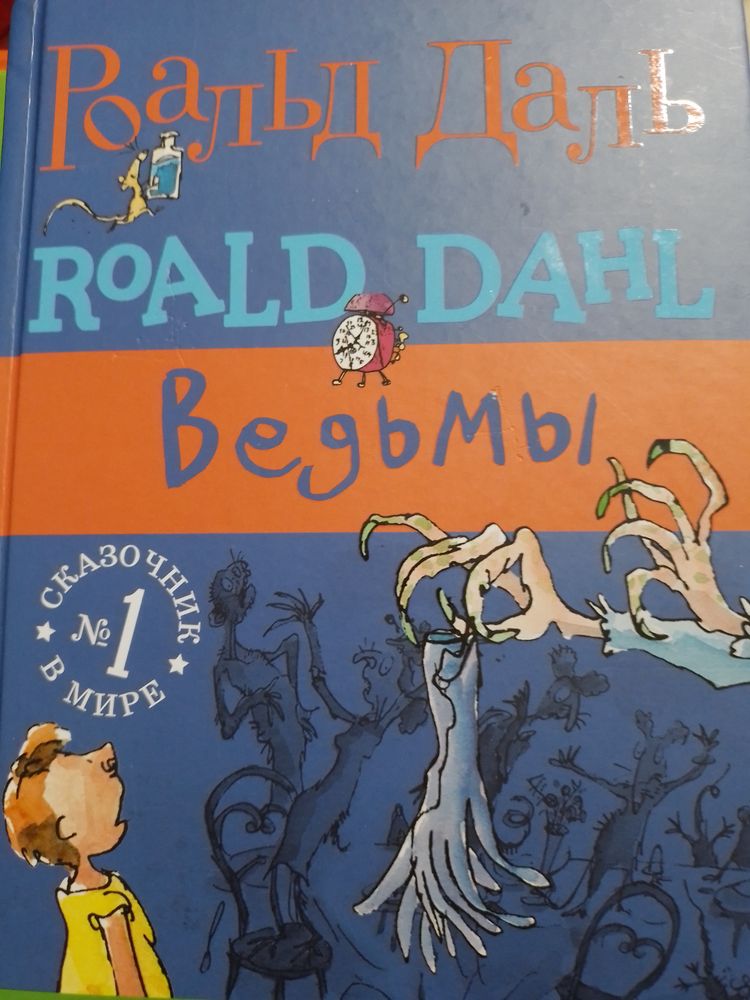 Роальд Даль
ROALD DAHL
Ведьмы
СКАЗОЧНИК
№1
В МИРЕ